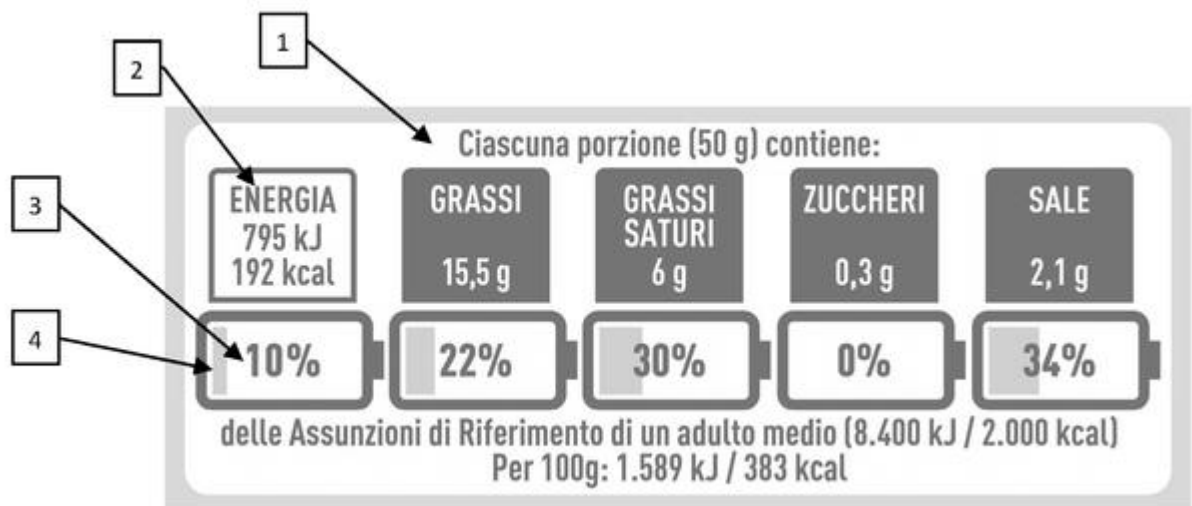 1
2
Ciascuna porzione (50 g) contiene:
3
ENERGIA
795 kJ
192 kcal
GRASSI
15,5 g
GRASSI
SATURI
6 g
ZUCCHERI
0,3 g
SALE
2,1 g
4
10%
22%
30%
0%
34%
delle Assunzioni di Riferimento di un adulto medio (8.400 kJ / 2.000 kcal)
Per 100g: 1.589 kJ / 383 kcal